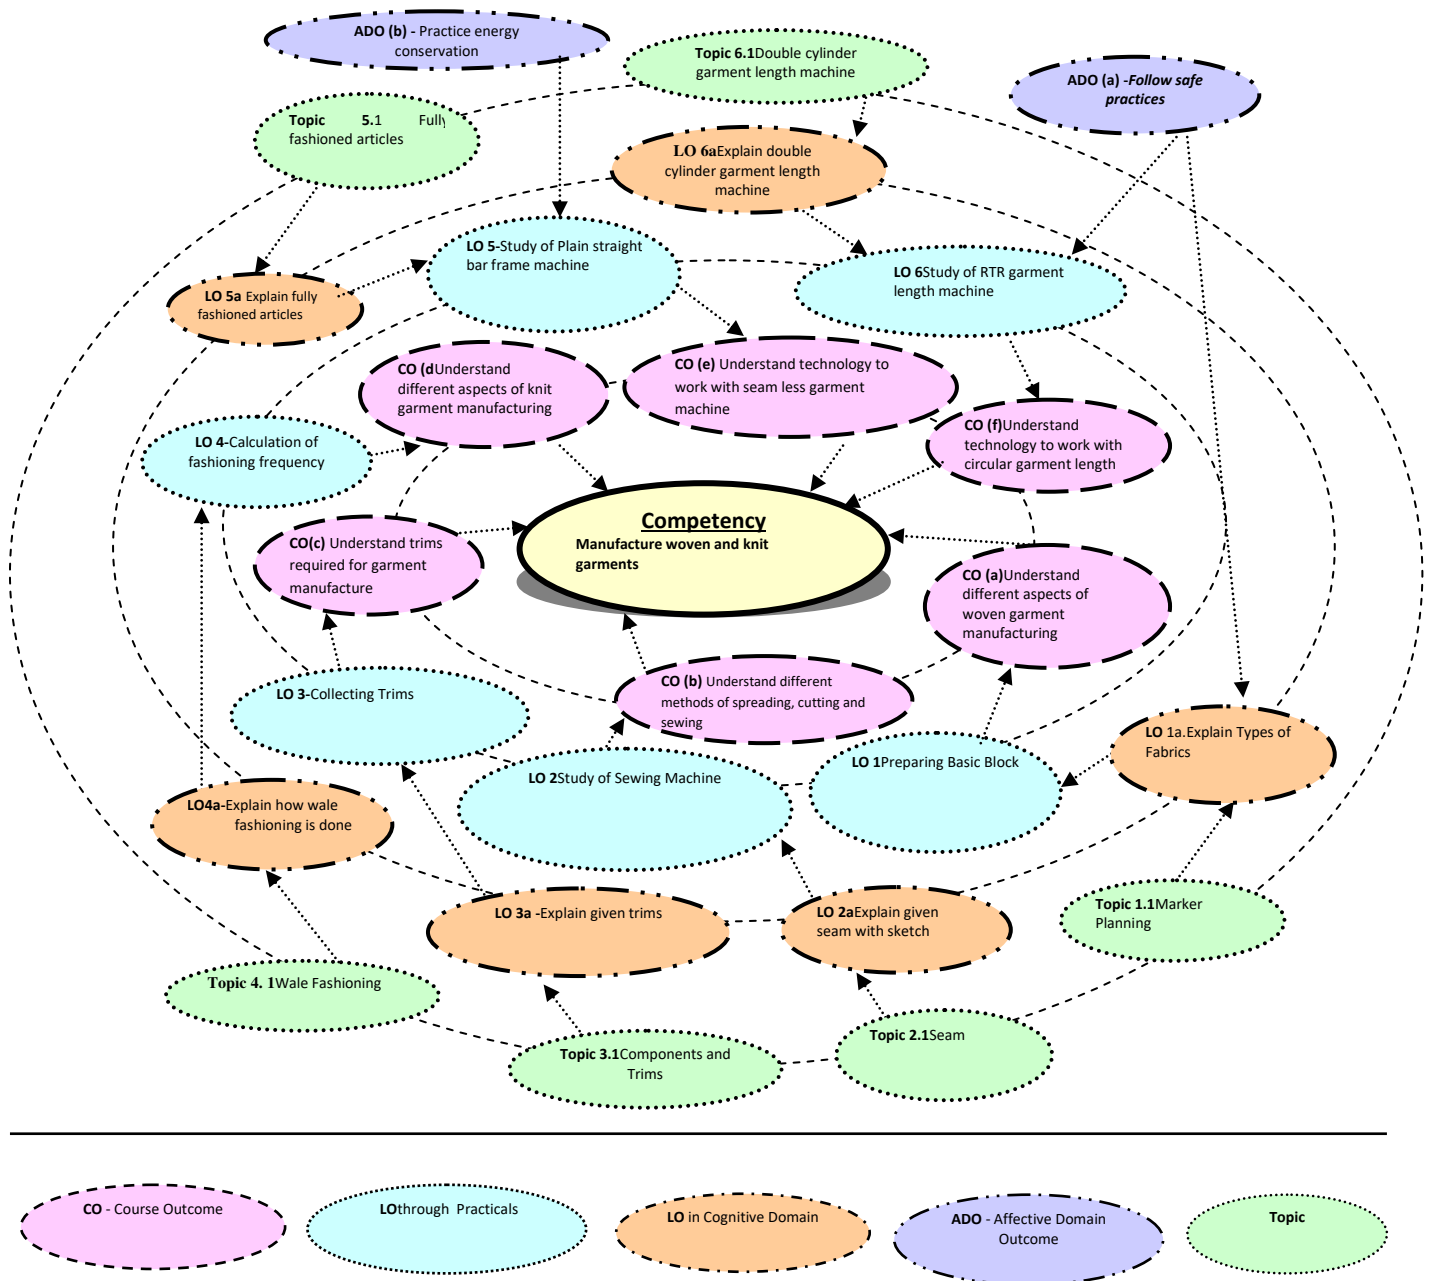 ADO (b) - Practice energy
conservation
Topic 6.1Double cylinder
garment length machine
ADO (a) -Follow safe
practices
Topic 5.1 Fully
fashioned articles
LO 6aExplain double
cylinder garment length
machine
LO 5-Study of Plain straight
bar frame machine
LO 6Study of RTR garment
length machine
LO 5a Explain fully
fashioned articles
CO (dUnderstand
different aspects of knit
garment manufacturing
CO (e) Understand technology to
work with seam less garment
machine
CO (f)Understand
technology to work with
circular garment length
LO 4-Calculation of
fashioning frequency
Competency
Manufacture woven and knit
garments
CO(c) Understand trims
required for garment
manufacture
CO (a)Understand
different aspects of
woven garment
manufacturing
CO (b) Understand different
methods of spreading, cutting and
sewing
LO 3-Collecting Trims
LO 2Study of Sewing Machine
LO 1Preparing Basic Block
LO 1a.Explain Types of
Fabrics
LO4a-Explain how wale
fashioning is done
LO 3a -Explain given trims
LO 2aExplain given
seam with sketch
Topic 1.1Marker
Planning
Topic 4. 1Wale Fashioning
Topic 3.1Components and
Trims
Topic 2.1Seam
CO - Course Outcome
LOthrough Practicals
LO in Cognitive Domain
ADO - Affective Domain
Outcome
Topic